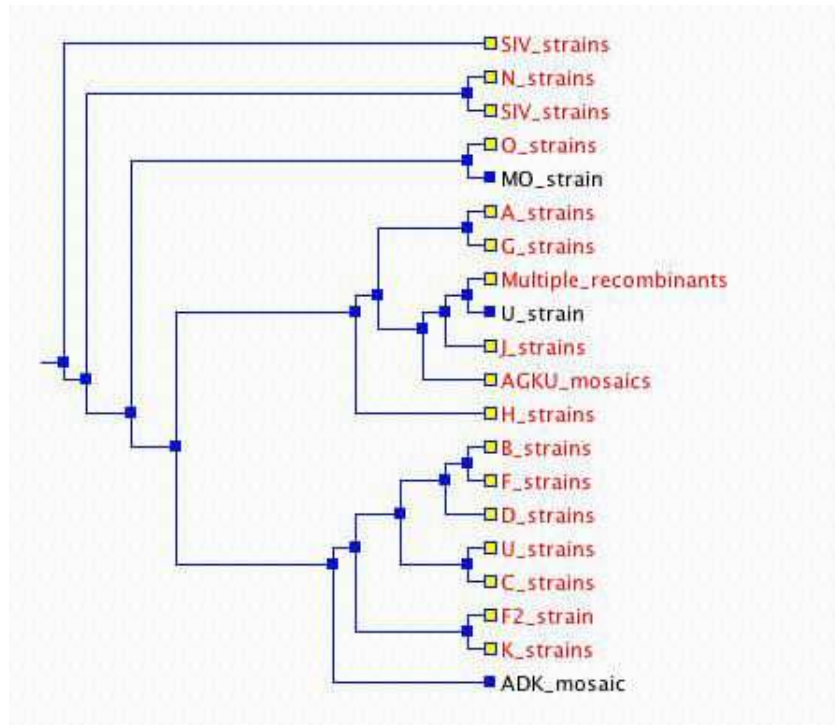 SIV_strains
N_strains
SIV_strains
O_strains
MO_strain
A_strains
G_strains
Multiple_recombinants
U_strain
J_strains
AGKU_mosaics
H_strains
B_strains
F_strains
D_strains
U_strains
C_strains
F2_strain
K_strains
ADK_mosaic